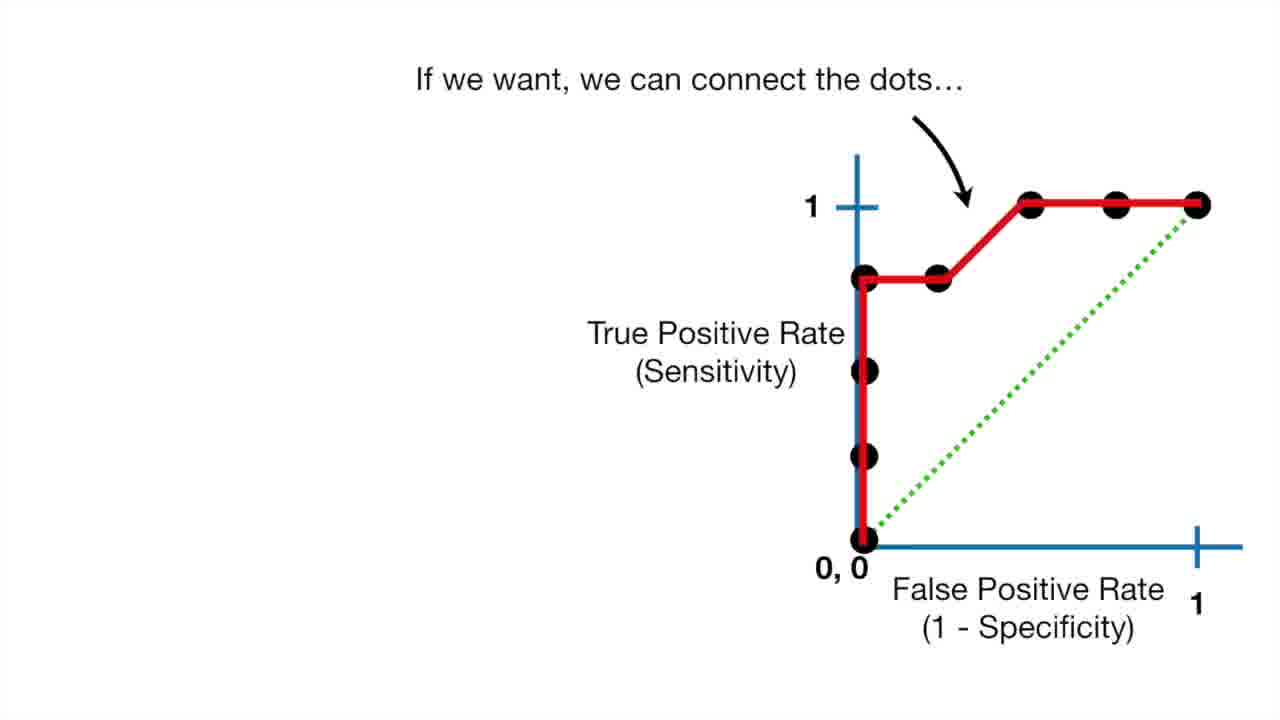 If we want, we can connect the dots…
1
True Positive Rate
(Sensitivity)
0, 0
False Positive Rate
(1 - Specificity)
1